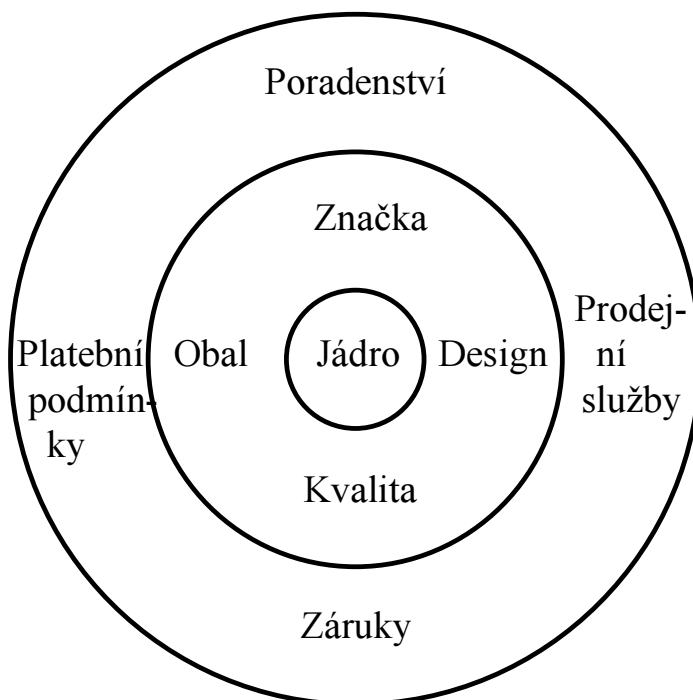 Poradenství
Značka
Platební
podmín-
ky
Obal
Jádro
Design
Prodej-
ní
služby
Kvalita
Záruky